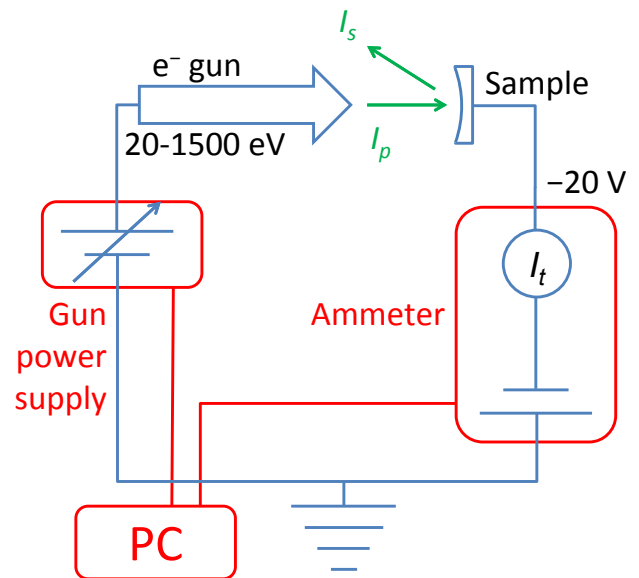 Iₛ
e⁻ gun
Sample
20-1500 eV
Iₚ
−20 V
Iₜ
Gun
power
supply
Ammeter
PC